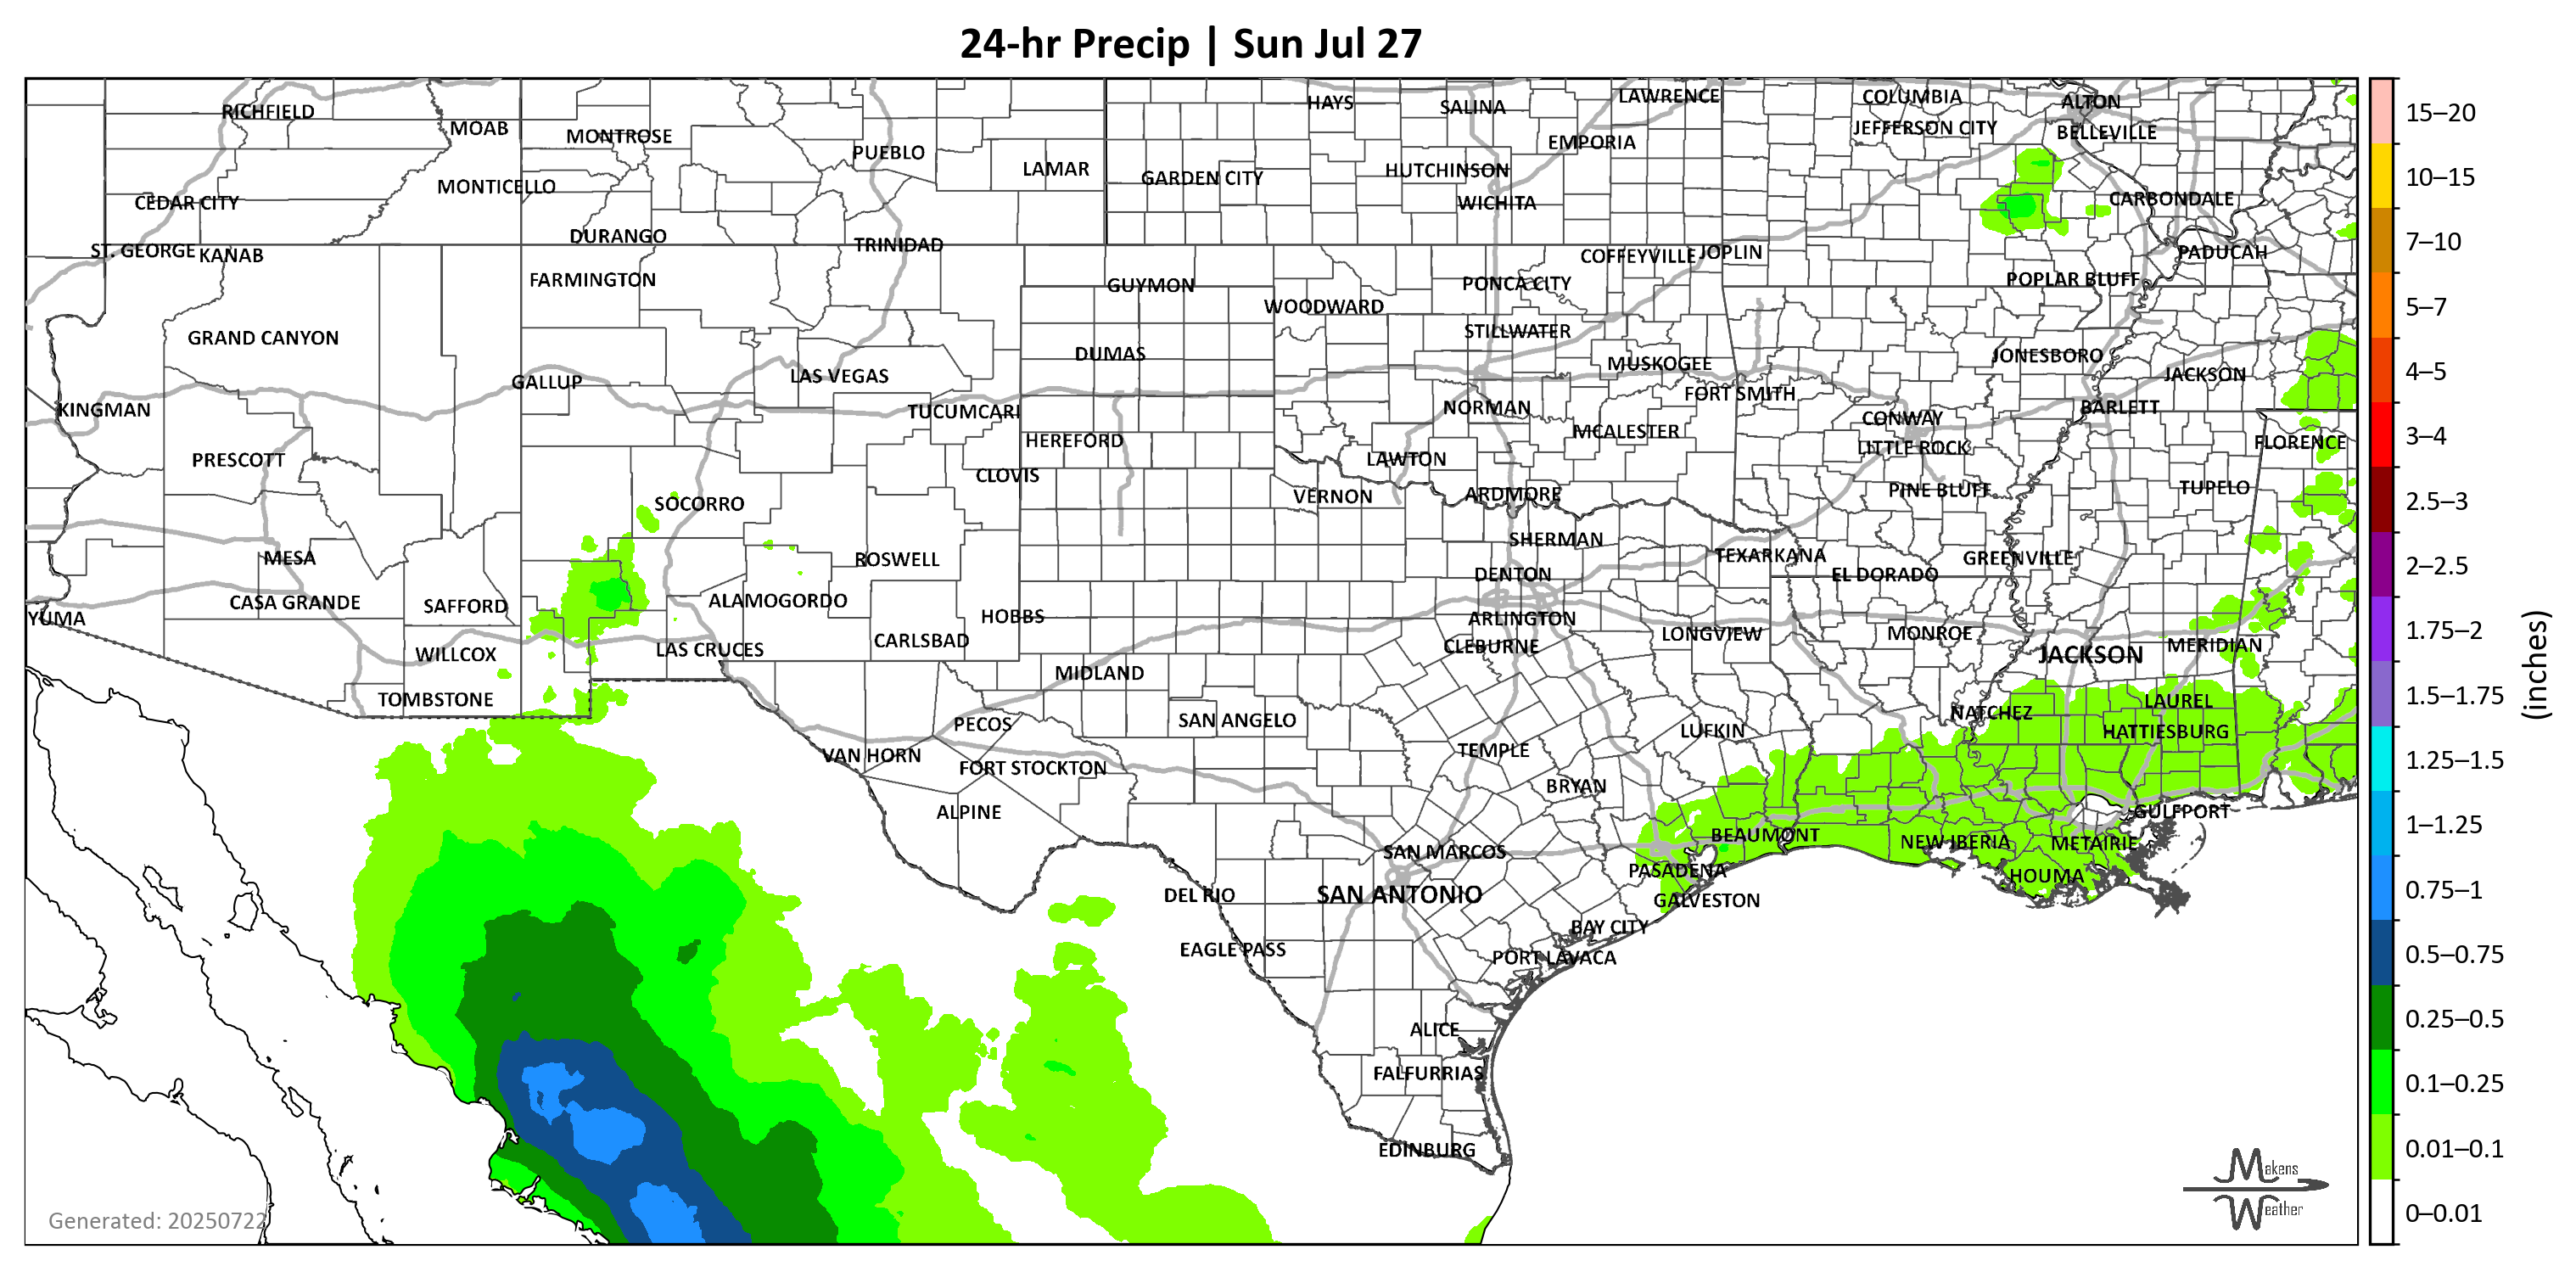 24-hr Precip | Sun Jul 27
RICHFIELD
MOAB
MONTROSE
PUEBLO
LAMAR
HAYS
SALINA
LAWRENCE
COLUMBIA
ALTON
JEFFERSON CITY
BELLEVILLE
EMPORIA
MONTICELLO
GARDEN CITY
HUTCHINSON
CEDAR CITY
WICHITA
CARBONDALE
DURANGO
TRINIDAD
ST. GEORGE
KANAB
COFFEYVILLE
JOPLIN
PADUCAH
FARMINGTON
GUYMON
PONCA CITY
POPLAR BLUFF
WOODWARD
GRAND CANYON
STILLWATER
DUMAS
JONESBORO
MUSKOGEE
GALLUP
LAS VEGAS
JACKSON
FORT SMITH
KINGMAN
TUCUMCARI
NORMAN
BARLETT
CONWAY
MCALESTER
HEREFORD
LITTLE ROCK
FLORENCE
PRESCOTT
LAWTON
CLOVIS
SOCORRO
VERNON
ARDMORE
PINE BLUFF
TUPELO
SHERMAN
MESA
ROSWELL
TEXARKANA
GREENVILLE
DENTON
EL DORADO
CASA GRANDE
SAFFORD
ALAMOGORDO
HOBBS
ARLINGTON
YUMA
LONGVIEW
MONROE
WILLCOX
LAS CRUCES
CARLSBAD
CLEBURNE
JACKSON
MERIDIAN
MIDLAND
TOMBSTONE
LAUREL
PECOS
SAN ANGELO
NATCHEZ
LUFKIN
HATTIESBURG
VAN HORN
TEMPLE
FORT STOCKTON
BRYAN
ALPINE
GULFPORT
BEAUMONT
NEW IBERIA
METAIRIE
SAN MARCOS
PASADENA
HOUMA
DEL RIO
SAN ANTONIO
GALVESTON
BAY CITY
EAGLE PASS
PORT LAVACA
ALICE
FALFURRIAS
EDINBURG
Makens
Weather
Generated: 20250722
15–20
10–15
7–10
5–7
4–5
3–4
2.5–3
2–2.5
1.75–2
1.5–1.75
1.25–1.5
1–1.25
0.75–1
0.5–0.75
0.25–0.5
0.1–0.25
0.01–0.1
0–0.01
(inches)